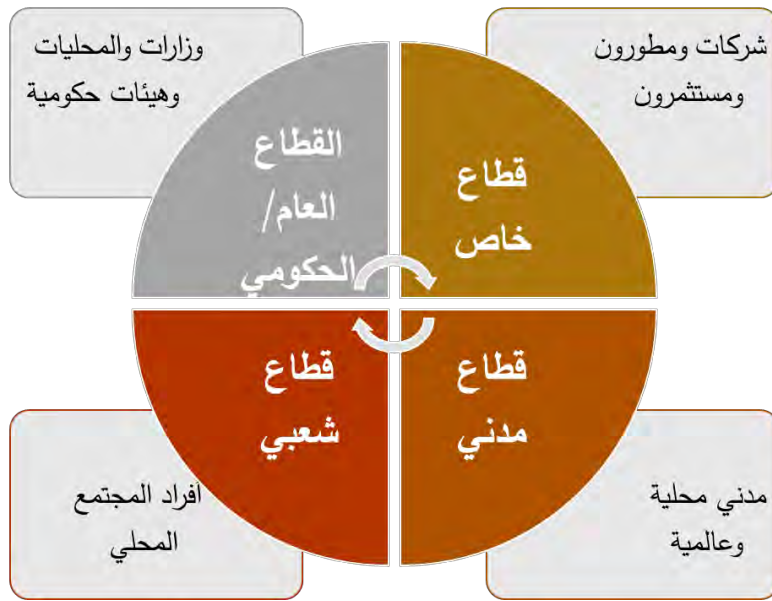 شركات ومطورون
ومستثمرون
وزارات والمحليات
وهيئات حكومية
قطاع
خاص
القطاع
العام/
الحكومي
قطاع
مدني
قطاع
شعبي
مدني محلية
وعالمية
أفراد المجتمع
المحلي